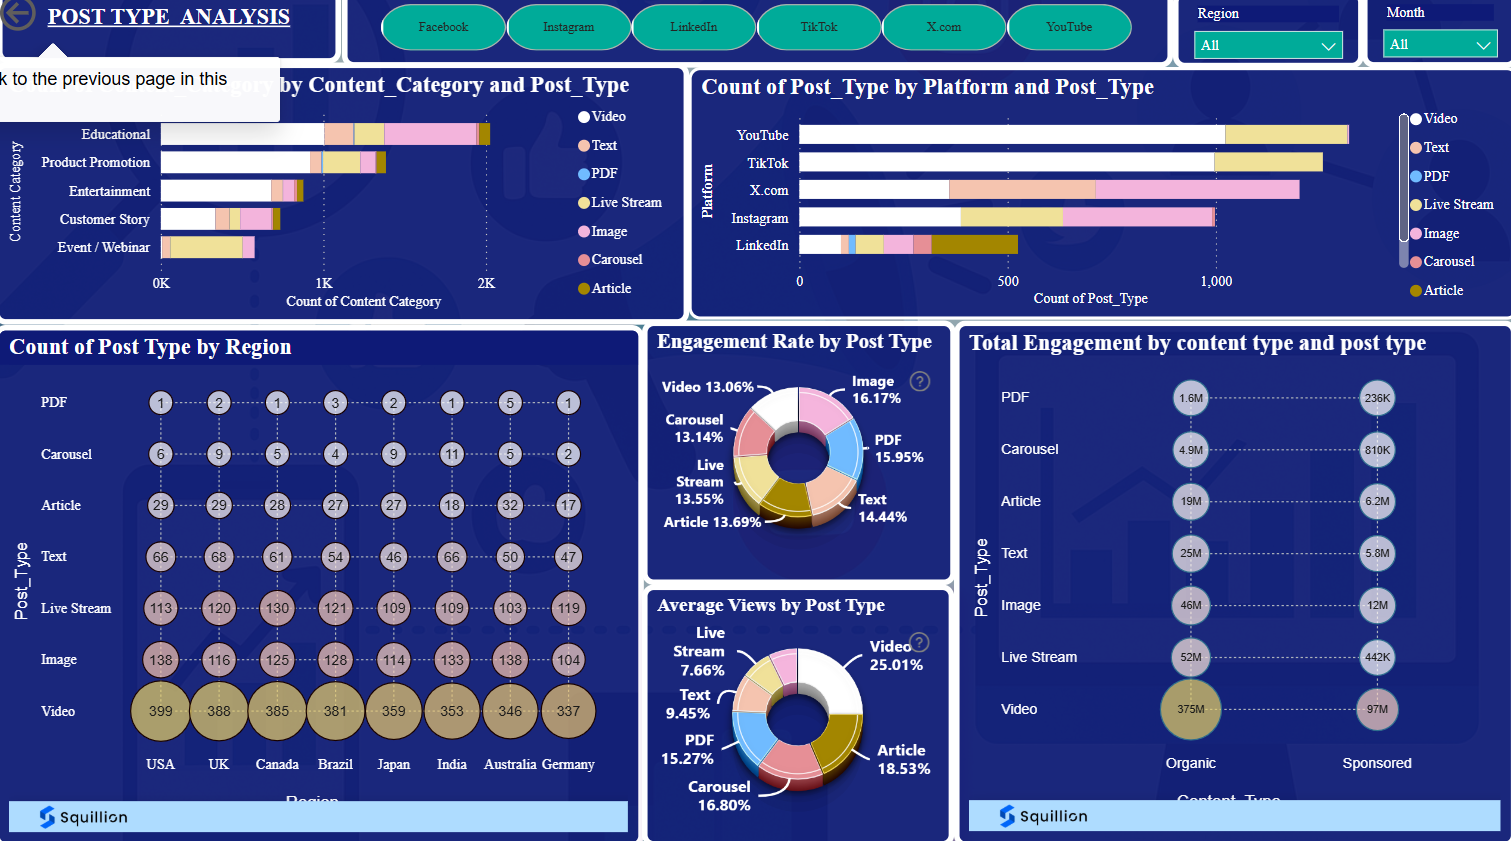 POST TYPE ANALYSIS
Facebook
Instagram
LinkedIn
TikTok
X.com
YouTube
Region
All
Month
All
k to the previous page in this
by Content_Category and Post_Type
Content Category
Educational
Product Promotion
Entertainment
Customer Story
Event / Webinar
0K
1K
2K
Count of Content Category
Video
Text
PDF
Live Stream
Image
Carousel
Article
Count of Post_Type by Platform and Post_Type
Platform
YouTube
TikTok
X.com
Instagram
LinkedIn
0
500
1,000
Count of Post_Type
Video
Text
PDF
Live Stream
Image
Carousel
Article
Count of Post Type by Region
Post_Type
PDF 1 2 1 3 2 1 5 1
Carousel 6 9 5 4 9 11 5 2
Article 29 29 28 27 27 18 32 17
Text 66 68 61 54 46 66 50 47
Live Stream 113 120 130 121 109 109 103 119
Image 138 116 125 128 114 133 138 104
Video 399 388 385 381 359 353 346 337
USA UK Canada Brazil Japan India Australia Germany
Region
Squillion
Engagement Rate by Post Type
?
Video 13.06%
Image
16.17%
Carousel
13.14%
PDF
15.95%
Live
Stream
13.55%
Text
14.44%
Article 13.69%
Average Views by Post Type
?
Live
Stream
7.66%
Video
25.01%
Text
9.45%
PDF
15.27%
Article
18.53%
Carousel
16.80%
Total Engagement by content type and post type
Post_Type
PDF 1.6M 236K
Carousel 4.9M 810K
Article 19M 6.2M
Text 25M 5.8M
Image 46M 12M
Live Stream 52M 442K
Video 375M 97M
Organic Sponsored
Content_Type
Squillion